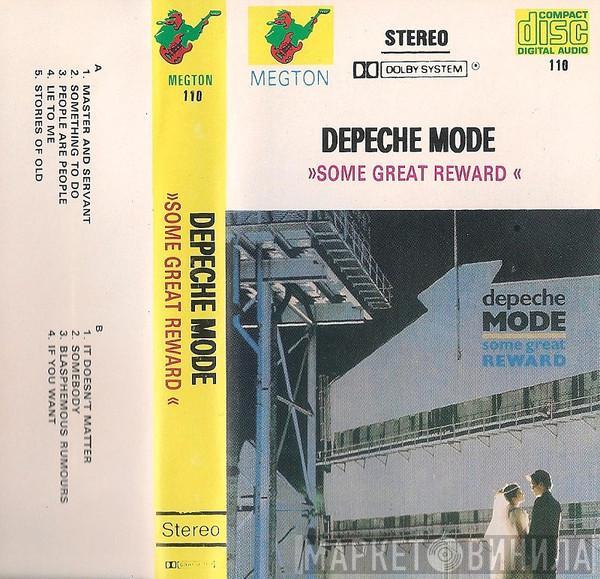 A
1. MASTER AND SERVANT
2. SOMETHING TO DO
3. PEOPLE ARE PEOPLE
4. LIE TO ME
5. STORIES OF OLD
B
1. IT DOESN'T MATTER
2. SOMEBODY
3. BLASPHEMOUS RUMOURS
4. IF YOU WANT
MEGTON
110
DEPECHE MODE
»SOME GREAT REWARD «
Stereo
MEGTON
STEREO
DOLBY SYSTEM
COMPACT
disc
DIGITAL AUDIO
110
DEPECHE MODE
»SOME GREAT REWARD «
depeche
MODE
some great
REWARD
МАРКЕТ ВИНИЛА